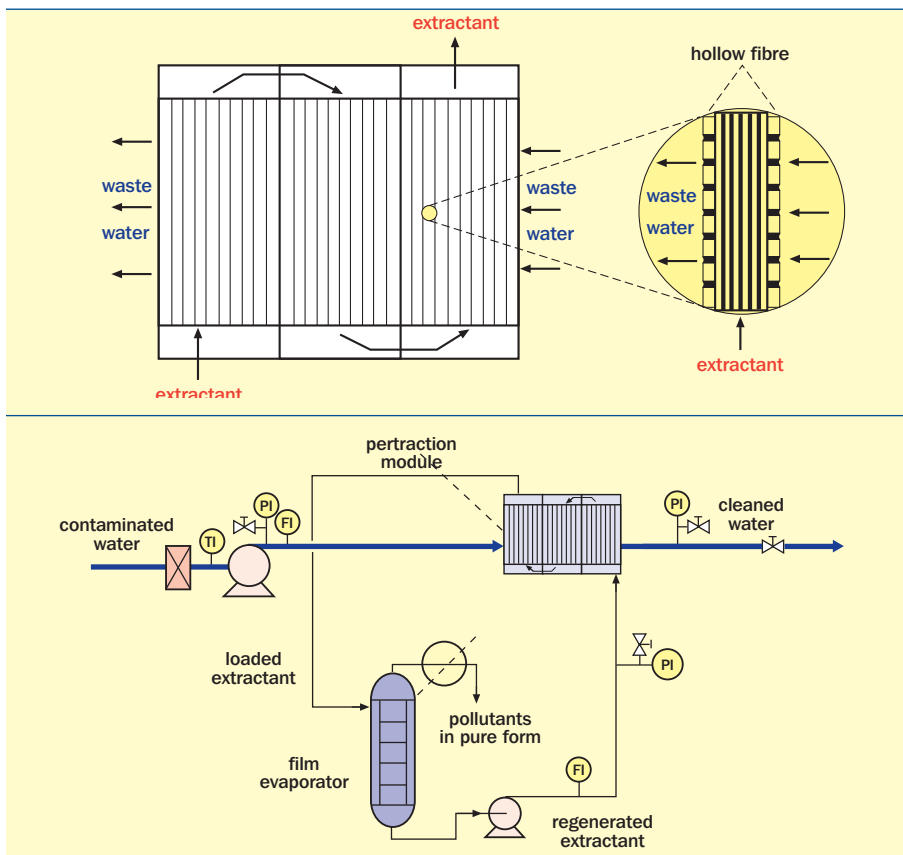 extractant
hollow fibre
waste
water
waste
water
waste
water
extractant
extractant
pertraction
module
contaminated
water
TI
PI
FI
PI
cleaned
water
loaded
extractant
PI
pollutants
in pure form
film
evaporator
FI
regenerated
extractant